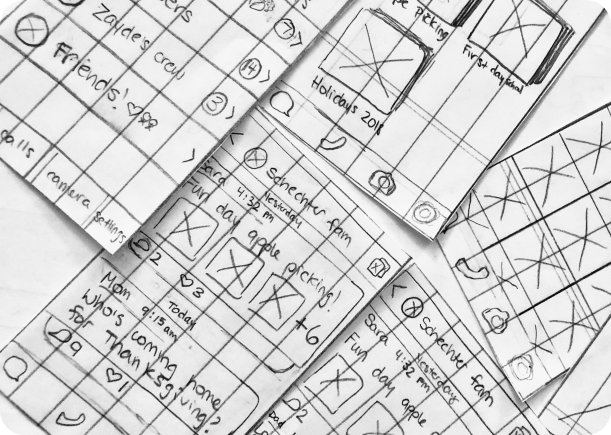 Zayde's crew
Friends!
7
14
3
calls
camera
settings
Picking
First day school
Holidays 2018
Schechter fam
Sara
4:32 pm
Yesterday
Fun day apple picking!
+6
2
3
Mom
Today
9:15 am
Who's coming home
for Thanksgiving?
9
1
Schechter fam
Sara
Yesterday
4:32 pm
Fun day apple
2
Dad